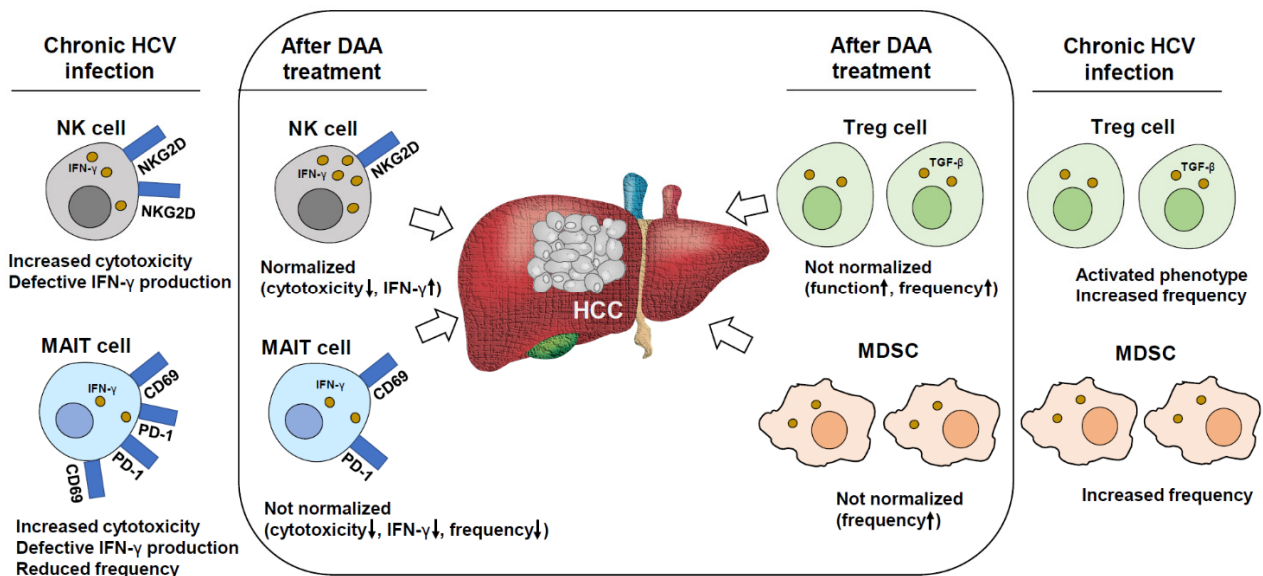 Chronic HCV
infection
After DAA
treatment
After DAA
treatment
Chronic HCV
infection
NK cell
IFN-γ
NKG2D
NKG2D
Increased cytotoxicity
Defective IFN-γ production
NK cell
IFN-γ
NKG2D
Normalized
(cytotoxicity↓, IFN-γ↑)
HCC
Treg cell
TGF-β
Not normalized
(function↑, frequency↑)
Treg cell
TGF-β
Activated phenotype
Increased frequency
MAIT cell
IFN-γ
CD69
PD-1
PD-1
CD69
Increased cytotoxicity
Defective IFN-γ production
Reduced frequency
MAIT cell
IFN-γ
CD69
PD-1
Not normalized
(cytotoxicity↓, IFN-γ↓, frequency↓)
MDSC
Not normalized
(frequency↑)
MDSC
Increased frequency